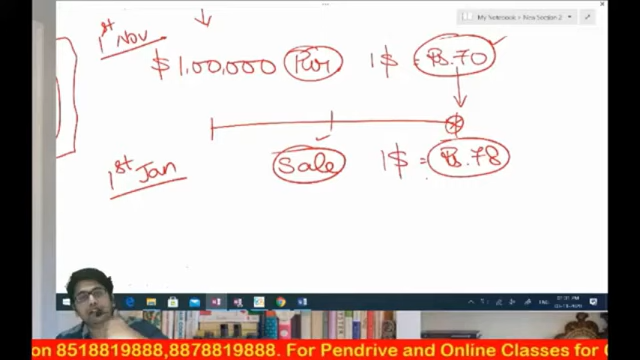 My Notebook > New Section 2
1st Nov
$1,00,000 Pur 1$ = Rs.70
1st Jan Sale 1$ = Rs.78
ENG
on 8518819888,8878819888. For Pendrive and Online Classes for C